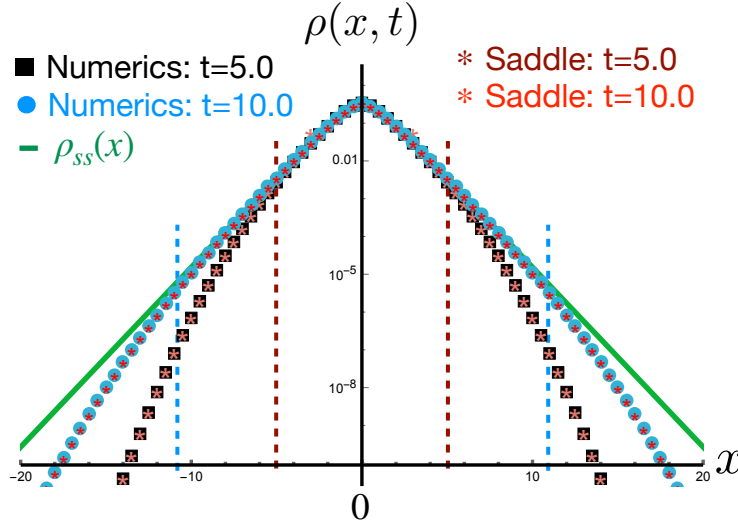 ρ(x, t)
Numerics: t=5.0
Numerics: t=10.0
ρss(x)
* Saddle: t=5.0
* Saddle: t=10.0
0.01
10⁻⁵
10⁻⁸
−20 −10 10 20
x
0